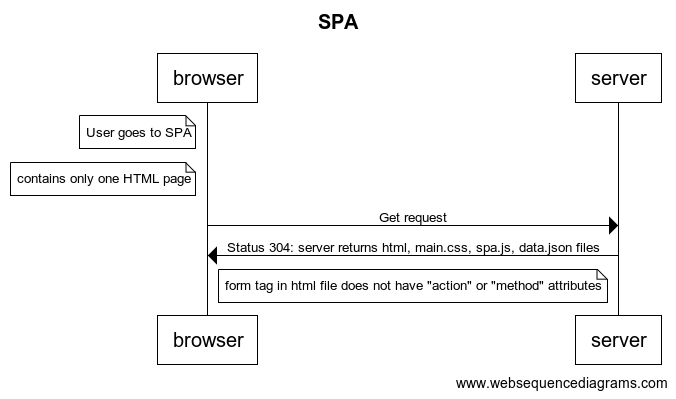 SPA
browser
server
User goes to SPA
contains only one HTML page
Get request
Status 304: server returns html, main.css, spa.js, data.json files
form tag in html file does not have "action" or "method" attributes
browser
server
www.websequencediagrams.com